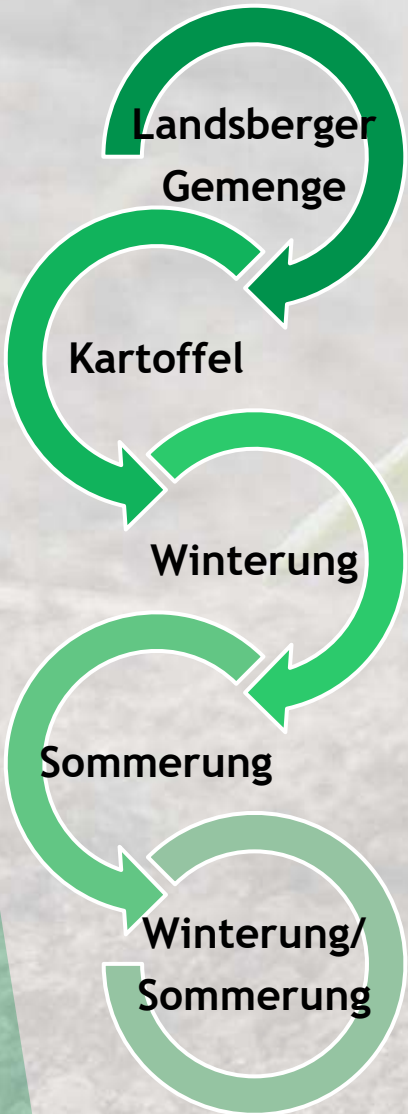 Landsberger
Gemenge
Kartoffel
Winterung
Sommerung
Winterung/
Sommerung